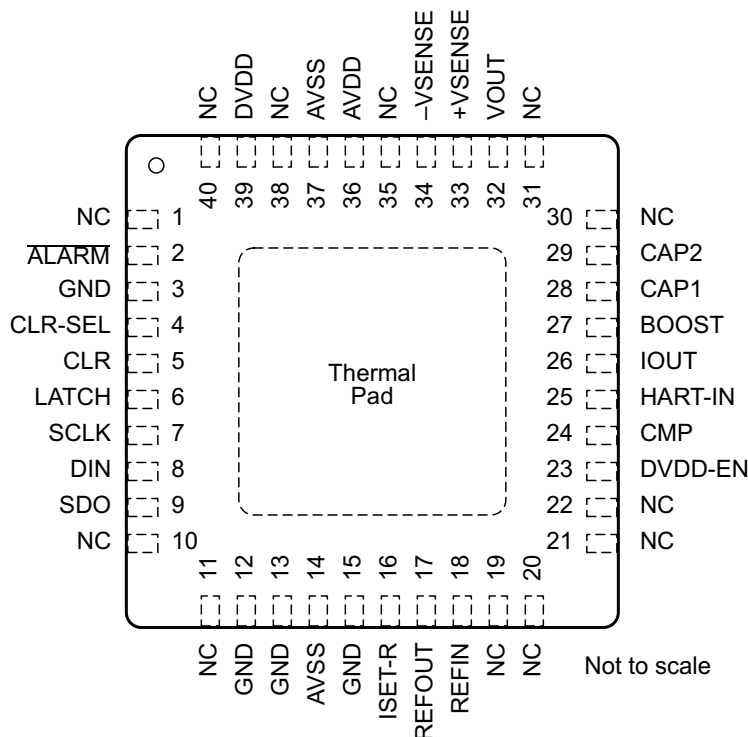 NC
DVDD
NC
AVSS
AVDD
NC
–VSENSE
+VSENSE
VOUT
NC
40
39
38
37
36
35
34
33
32
31
NC 1
ALARM 2
GND 3
CLR-SEL 4
CLR 5
LATCH 6
SCLK 7
DIN 8
SDO 9
NC 10
30 NC
29 CAP2
28 CAP1
27 BOOST
26 IOUT
25 HART-IN
24 CMP
23 DVDD-EN
22 NC
21 NC
Thermal
Pad
11
12
13
14
15
16
17
18
19
20
NC
GND
GND
AVSS
GND
ISET-R
REFOUT
REFIN
NC
NC
Not to scale